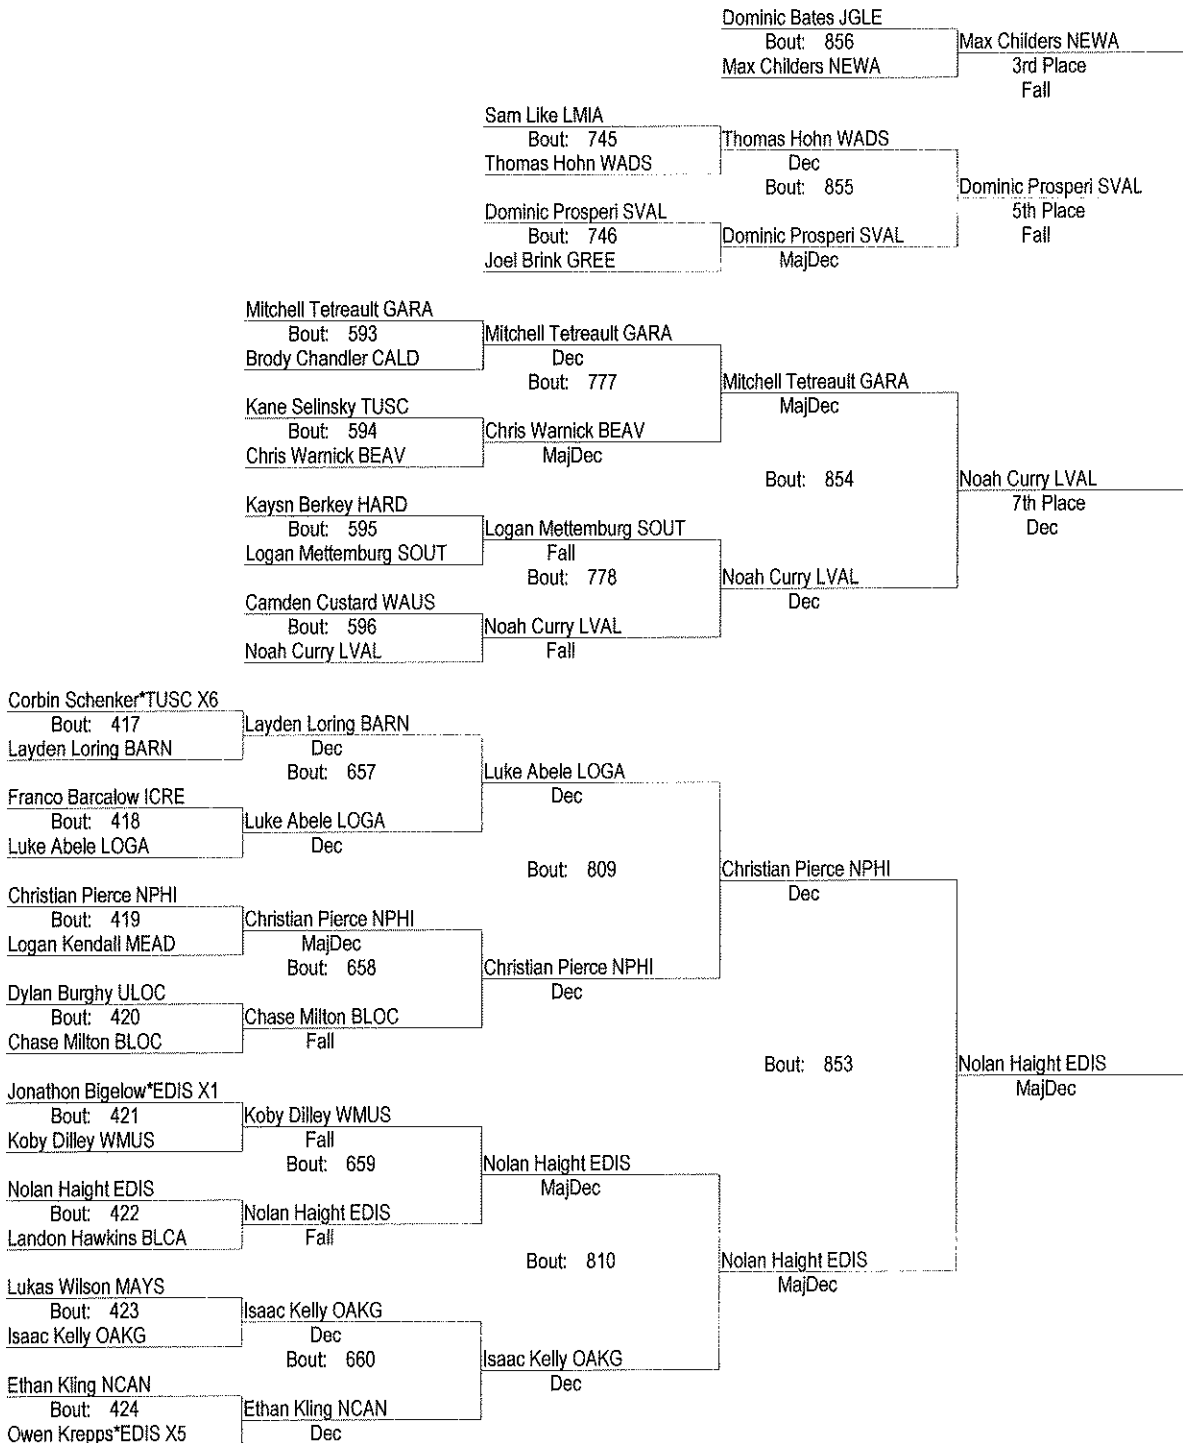 Dominic Bates JGLE
Bout: 856
Max Childers NEWA
Max Childers NEWA
3rd Place
Fall
Sam Like LMIA
Bout: 745
Thomas Hohn WADS
Thomas Hohn WADS
Dec
Bout: 855
Dominic Prosperi SVAL
5th Place
Fall
Dominic Prosperi SVAL
Bout: 746
Joel Brink GREE
Dominic Prosperi SVAL
MajDec
Mitchell Tetreault GARA
Bout: 593
Brody Chandler CALD
Mitchell Tetreault GARA
Dec
Bout: 777
Mitchell Tetreault GARA
MajDec
Kane Selinsky TUSC
Bout: 594
Chris Warnick BEAV
Chris Warnick BEAV
MajDec
Bout: 854
Noah Curry LVAL
7th Place
Dec
Kaysn Berkey HARD
Bout: 595
Logan Mettemburg SOUT
Logan Mettemburg SOUT
Fall
Bout: 778
Noah Curry LVAL
Dec
Camden Custard WAUS
Bout: 596
Noah Curry LVAL
Noah Curry LVAL
Fall
Corbin Schenker*TUSC X6
Bout: 417
Layden Loring BARN
Layden Loring BARN
Dec
Bout: 657
Luke Abele LOGA
Dec
Franco Barcalow ICRE
Bout: 418
Luke Abele LOGA
Luke Abele LOGA
Dec
Bout: 809
Christian Pierce NPHI
Dec
Christian Pierce NPHI
Bout: 419
Logan Kendall MEAD
Christian Pierce NPHI
MajDec
Bout: 658
Christian Pierce NPHI
Dec
Dylan Burghy ULOC
Bout: 420
Chase Milton BLOC
Chase Milton BLOC
Fall
Bout: 853
Nolan Haight EDIS
MajDec
Jonathon Bigelow*EDIS X1
Bout: 421
Koby Dilley WMUS
Koby Dilley WMUS
Fall
Bout: 659
Nolan Haight EDIS
MajDec
Nolan Haight EDIS
Bout: 422
Landon Hawkins BLCA
Nolan Haight EDIS
Fall
Bout: 810
Nolan Haight EDIS
MajDec
Lukas Wilson MAYS
Bout: 423
Isaac Kelly OAKG
Isaac Kelly OAKG
Dec
Bout: 660
Isaac Kelly OAKG
Dec
Ethan Kling NCAN
Bout: 424
Owen Krepps*EDIS X5
Ethan Kling NCAN
Dec